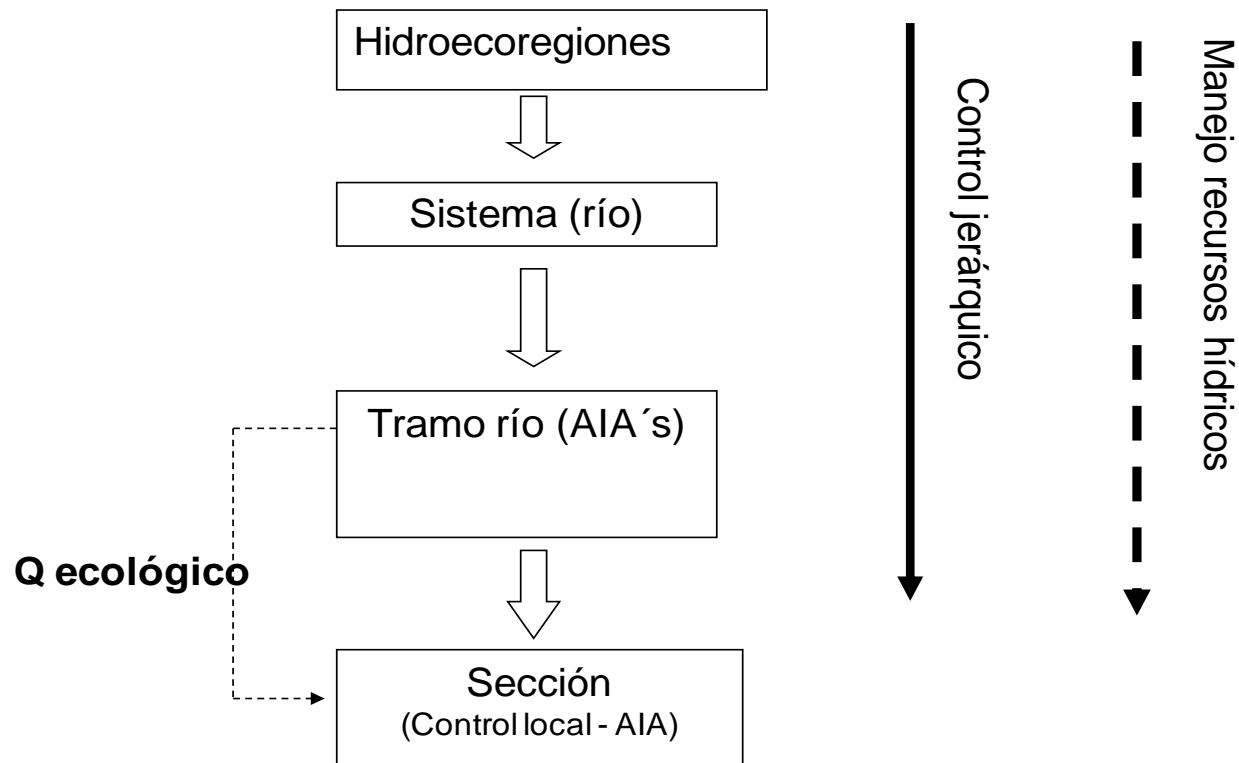 Hidroecoregiones
Sistema (río)
Tramo río (AIA´s)
Q ecológico
Sección
(Control local - AIA)
Control jerárquico
Manejo recursos hídricos